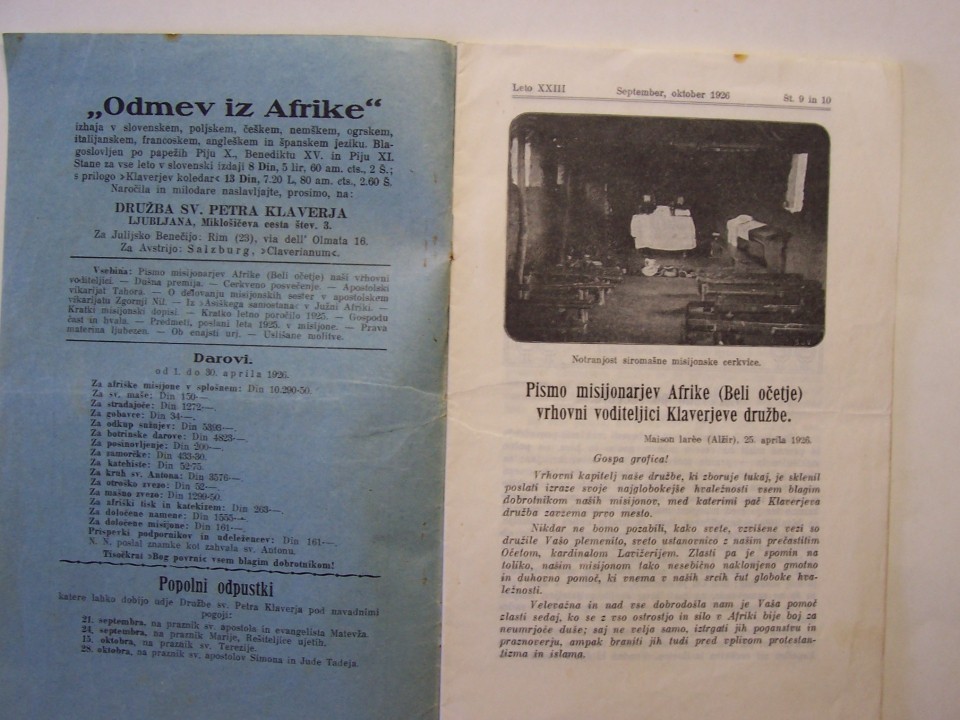 „Odmev iz Afrike“
izhaja v slovenskem, poljskem, češkem, nemškem, ogrskem,
italijanskem, francoskem, angleškem in španskem jeziku. Bla-
goslovljen po papežih Piju X., Benediktu XV. in Piju XI.
Stane za vse leto v slovenski izdaji 8 Din, 5 lir, 60 am. cts., 2 Š.;
s prilogo »Klaverjev koledar« 13 Din, 7.20 L, 80 am. cts., 2.60 Š.
Naročila in milodare naslavljajte, prosimo, na:
DRUŽBA SV. PETRA KLAVERJA
LJUBLJANA, Miklošičeva cesta štev. 3.
Za Julijsko Benečijo: Rim (23), via dell' Olmata 16.
Za Avstrijo: Salzburg, »Claverianum«.
Vsebina: Pismo misijonarjev Afrike (Beli očetje) naši vrhovni
voditeljici. — Dušna premija. — Cerkveno posvečenje. — Apostolski
vikarijat Tabora. — O delovanju misijonskih sester v apostolskem
vikarijatu Zgornji Nil. — Iz »Asiškega samostana« v Južni Afriki. —
Kratki misijonski dopisi. — Kratko letno poročilo 1925. — Gospodu
čast in hvala. — Predmeti, poslani leta 1925. v misijone. — Prava
materina ljubezen. — Ob enajsti uri. — Uslišane molitve.
Darovi.
od 1. do 30. aprila 1926.
Za afriške misijone v splošnem: Din 10.290·50.
Za sv. maše: Din 150·—.
Za stradajoče: Din 1272·—.
Za gobavce: Din 34·—.
Za odkup sužnjev: Din 5393·—.
Za botrinske darove: Din 4823·—.
Za posinovljenje: Din 200·—.
Za zamorčke: Din 433·30.
Za katehiste: Din 52·75.
Za kruh sv. Antona: Din 3576·—.
Za otroško zvezo: Din 52·—.
Za mašno zvezo: Din 1299·50.
Za afriški tisk in katekizem: Din 263·—.
Za določene namene: Din 1555·—.
Za določene misijone: Din 161·—.
Prispevki podpornikov in udeležencev: Din 161·—.
N. N. poslal znamke kot zahvala sv. Antonu.
Tisočkrat »Bog povrni« vsem blagim dobrotnikom!
Popolni odpustki
katere lahko dobijo udje Družbe sv. Petra Klaverja pod navadnimi
pogoji:
21. septembra, na praznik sv. apostola in evangelista Matevža
24. septembra, na praznik Marije, Rešiteljice ujetih.
15. oktobra, na praznik sv. Terezije.
28. oktobra, na praznik sv. apostolov Simona in Jude Tadeja.
Leto XXIII September, oktober 1926 Št. 9 in 10
Notranjost siromašne misijonske cerkvice.
Pismo misijonarjev Afrike (Beli očetje)
vrhovni voditeljici Klaverjeve družbe.
Maison larée (Alžir), 25. aprila 1926.
Gospa grofica!
Vrhovni kapitelj naše družbe, ki zboruje tukaj, je sklenil
poslati izraze svoje najglobokejše hvaležnosti vsem blagim
dobrotnikom naših misijonov, med katerimi pač Klaverjeva
družba zavzema prvo mesto.
Nikdar ne bomo pozabili, kako svete, vzvišene vezi so
družile Vašo plemenito, sveto ustanovnico z našim prečastitim
Očetom, kardinalom Lavižerijem. Zlasti pa je spomin na
toliko, našim misijonom tako nesebično naklonjeno gmotno
in duhovno pomoč, ki vnema v naših srcih čut globoke hva-
ležnosti.
Velevažna in nad vse dobrodošla nam je Vaša pomoč
zlasti sedaj, ko se z vso ostrostjo in silo v Afriki bije boj za
neumrjoče duše; saj ne velja samo, iztrgati jih poganstvu in
praznoverju, ampak braniti jih tudi pred vplivom protestan-
tizma in islama.